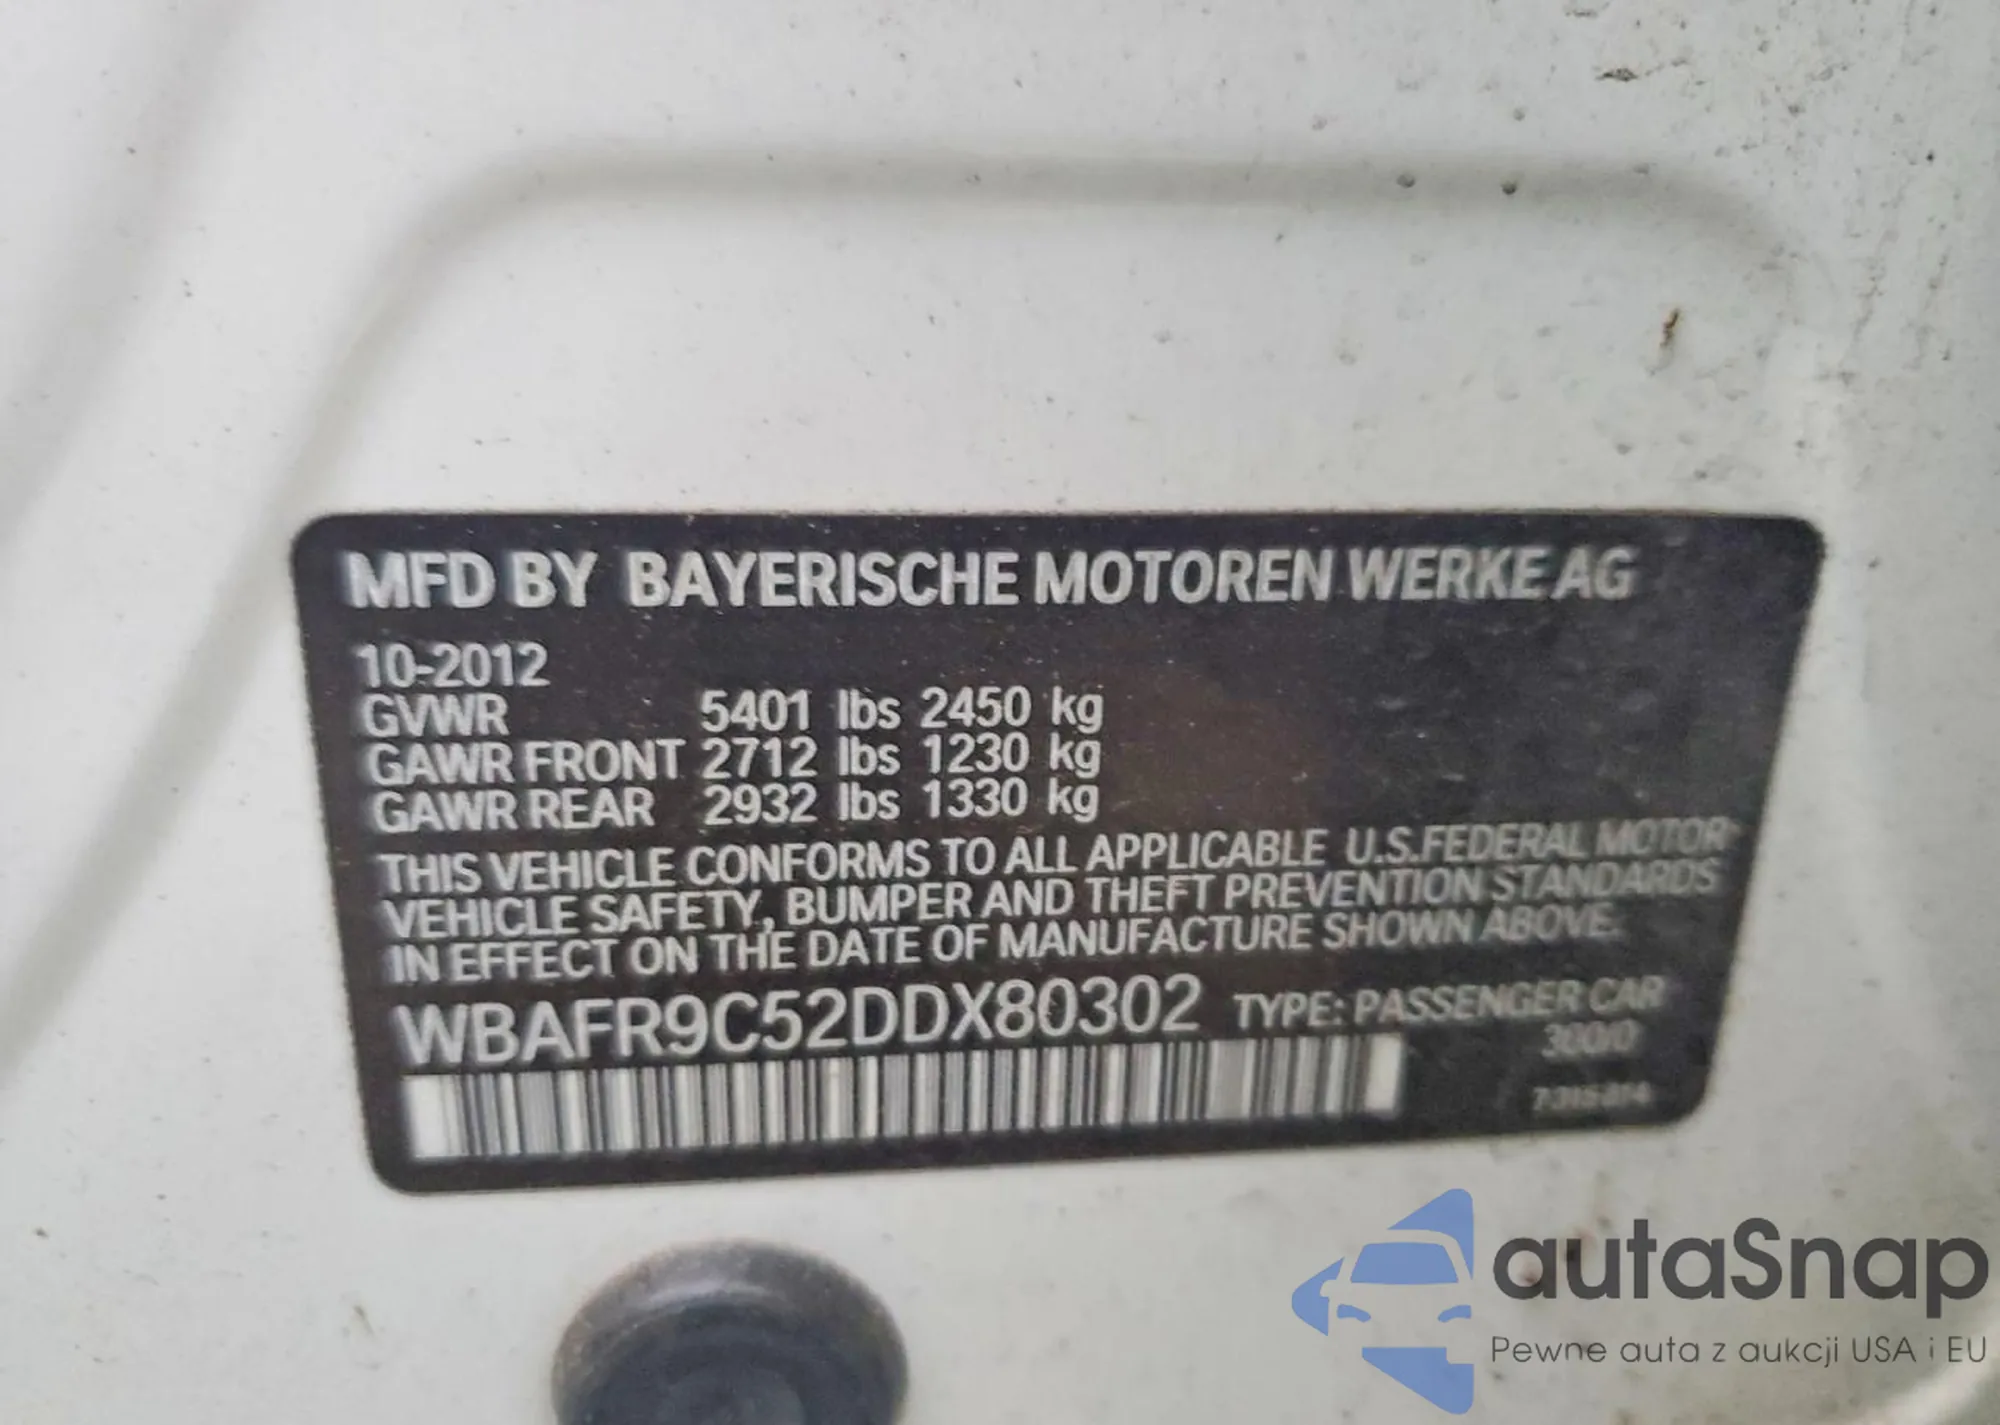 MFD BY BAYERISCHE MOTOREN WERKE AG
10-2012
GVWR 5401 lbs 2450 kg
GAWR FRONT 2712 lbs 1230 kg
GAWR REAR 2932 lbs 1330 kg
THIS VEHICLE CONFORMS TO ALL APPLICABLE U.S.FEDERAL MOTOR
VEHICLE SAFETY, BUMPER AND THEFT PREVENTION STANDARDS
IN EFFECT ON THE DATE OF MANUFACTURE SHOWN ABOVE.
WBAFR9C52DDX80302 TYPE: PASSENGER CAR
autaSnap
Pewne auta z aukcji USA i EU